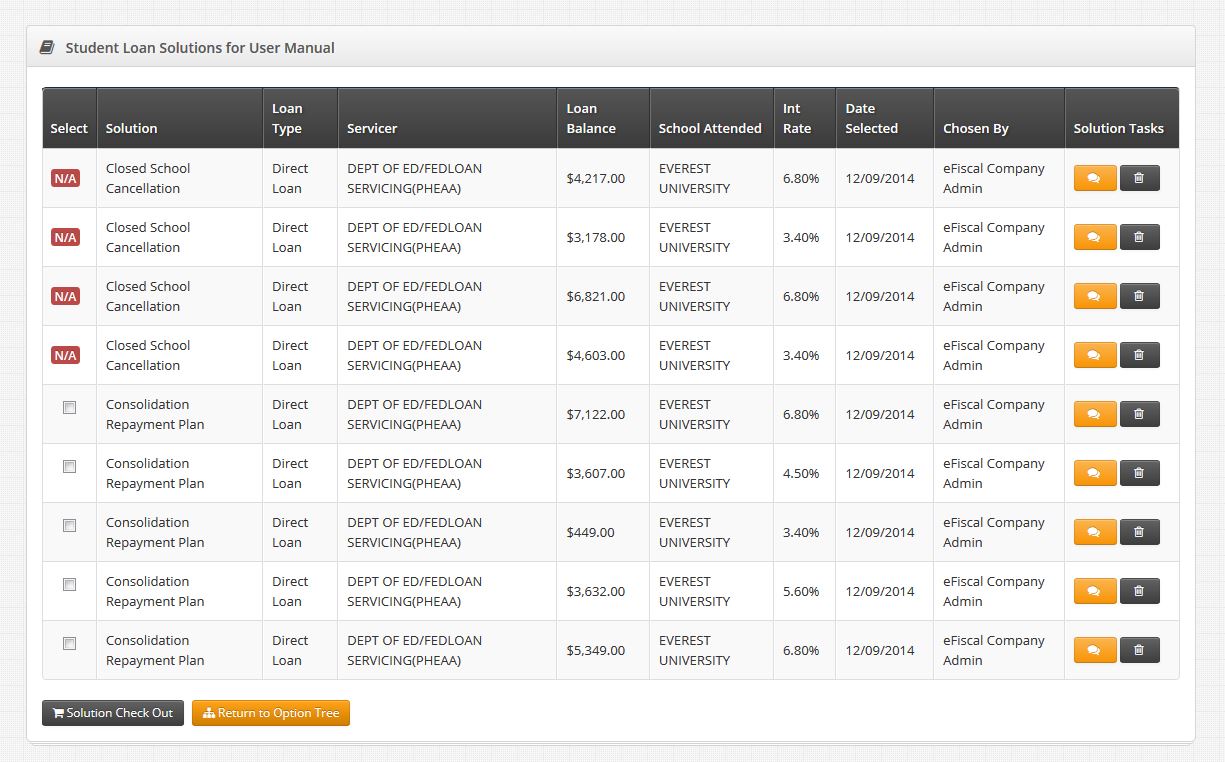 Student Loan Solutions for User Manual
Select Solution Loan Type Servicer Loan Balance School Attended Int Rate Date Selected Chosen By Solution Tasks
N/A Closed School Cancellation Direct Loan DEPT OF ED/FEDLOAN SERVICING(PHEAA) $4,217.00 EVEREST UNIVERSITY 6.80% 12/09/2014 eFiscal Company Admin
N/A Closed School Cancellation Direct Loan DEPT OF ED/FEDLOAN SERVICING(PHEAA) $3,178.00 EVEREST UNIVERSITY 3.40% 12/09/2014 eFiscal Company Admin
N/A Closed School Cancellation Direct Loan DEPT OF ED/FEDLOAN SERVICING(PHEAA) $6,821.00 EVEREST UNIVERSITY 6.80% 12/09/2014 eFiscal Company Admin
N/A Closed School Cancellation Direct Loan DEPT OF ED/FEDLOAN SERVICING(PHEAA) $4,603.00 EVEREST UNIVERSITY 3.40% 12/09/2014 eFiscal Company Admin
Consolidation Repayment Plan Direct Loan DEPT OF ED/FEDLOAN SERVICING(PHEAA) $7,122.00 EVEREST UNIVERSITY 6.80% 12/09/2014 eFiscal Company Admin
Consolidation Repayment Plan Direct Loan DEPT OF ED/FEDLOAN SERVICING(PHEAA) $3,607.00 EVEREST UNIVERSITY 4.50% 12/09/2014 eFiscal Company Admin
Consolidation Repayment Plan Direct Loan DEPT OF ED/FEDLOAN SERVICING(PHEAA) $449.00 EVEREST UNIVERSITY 3.40% 12/09/2014 eFiscal Company Admin
Consolidation Repayment Plan Direct Loan DEPT OF ED/FEDLOAN SERVICING(PHEAA) $3,632.00 EVEREST UNIVERSITY 5.60% 12/09/2014 eFiscal Company Admin
Consolidation Repayment Plan Direct Loan DEPT OF ED/FEDLOAN SERVICING(PHEAA) $5,349.00 EVEREST UNIVERSITY 6.80% 12/09/2014 eFiscal Company Admin
Solution Check Out Return to Option Tree